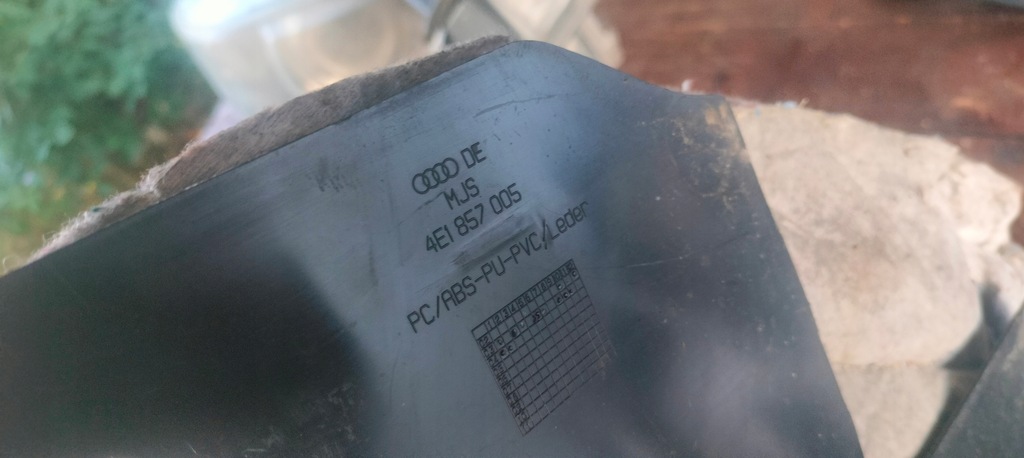 DE
MJS
4E1 857 005
PC/ABS-PU-PVC/Leder